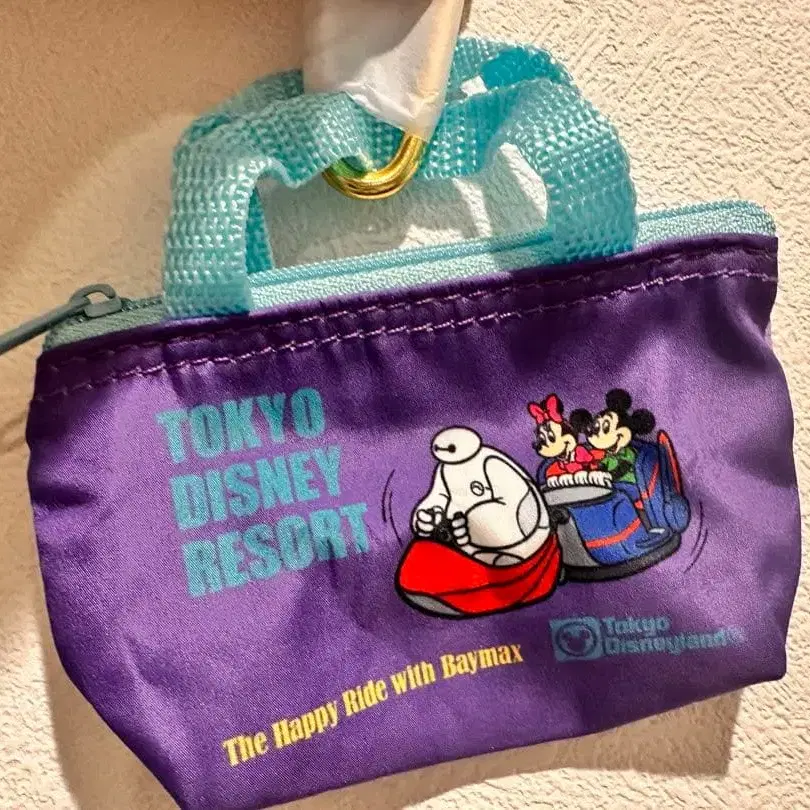 TOKYO
DISNEY
RESORT
Tokyo
Disneyland®
The Happy Ride with Baymax